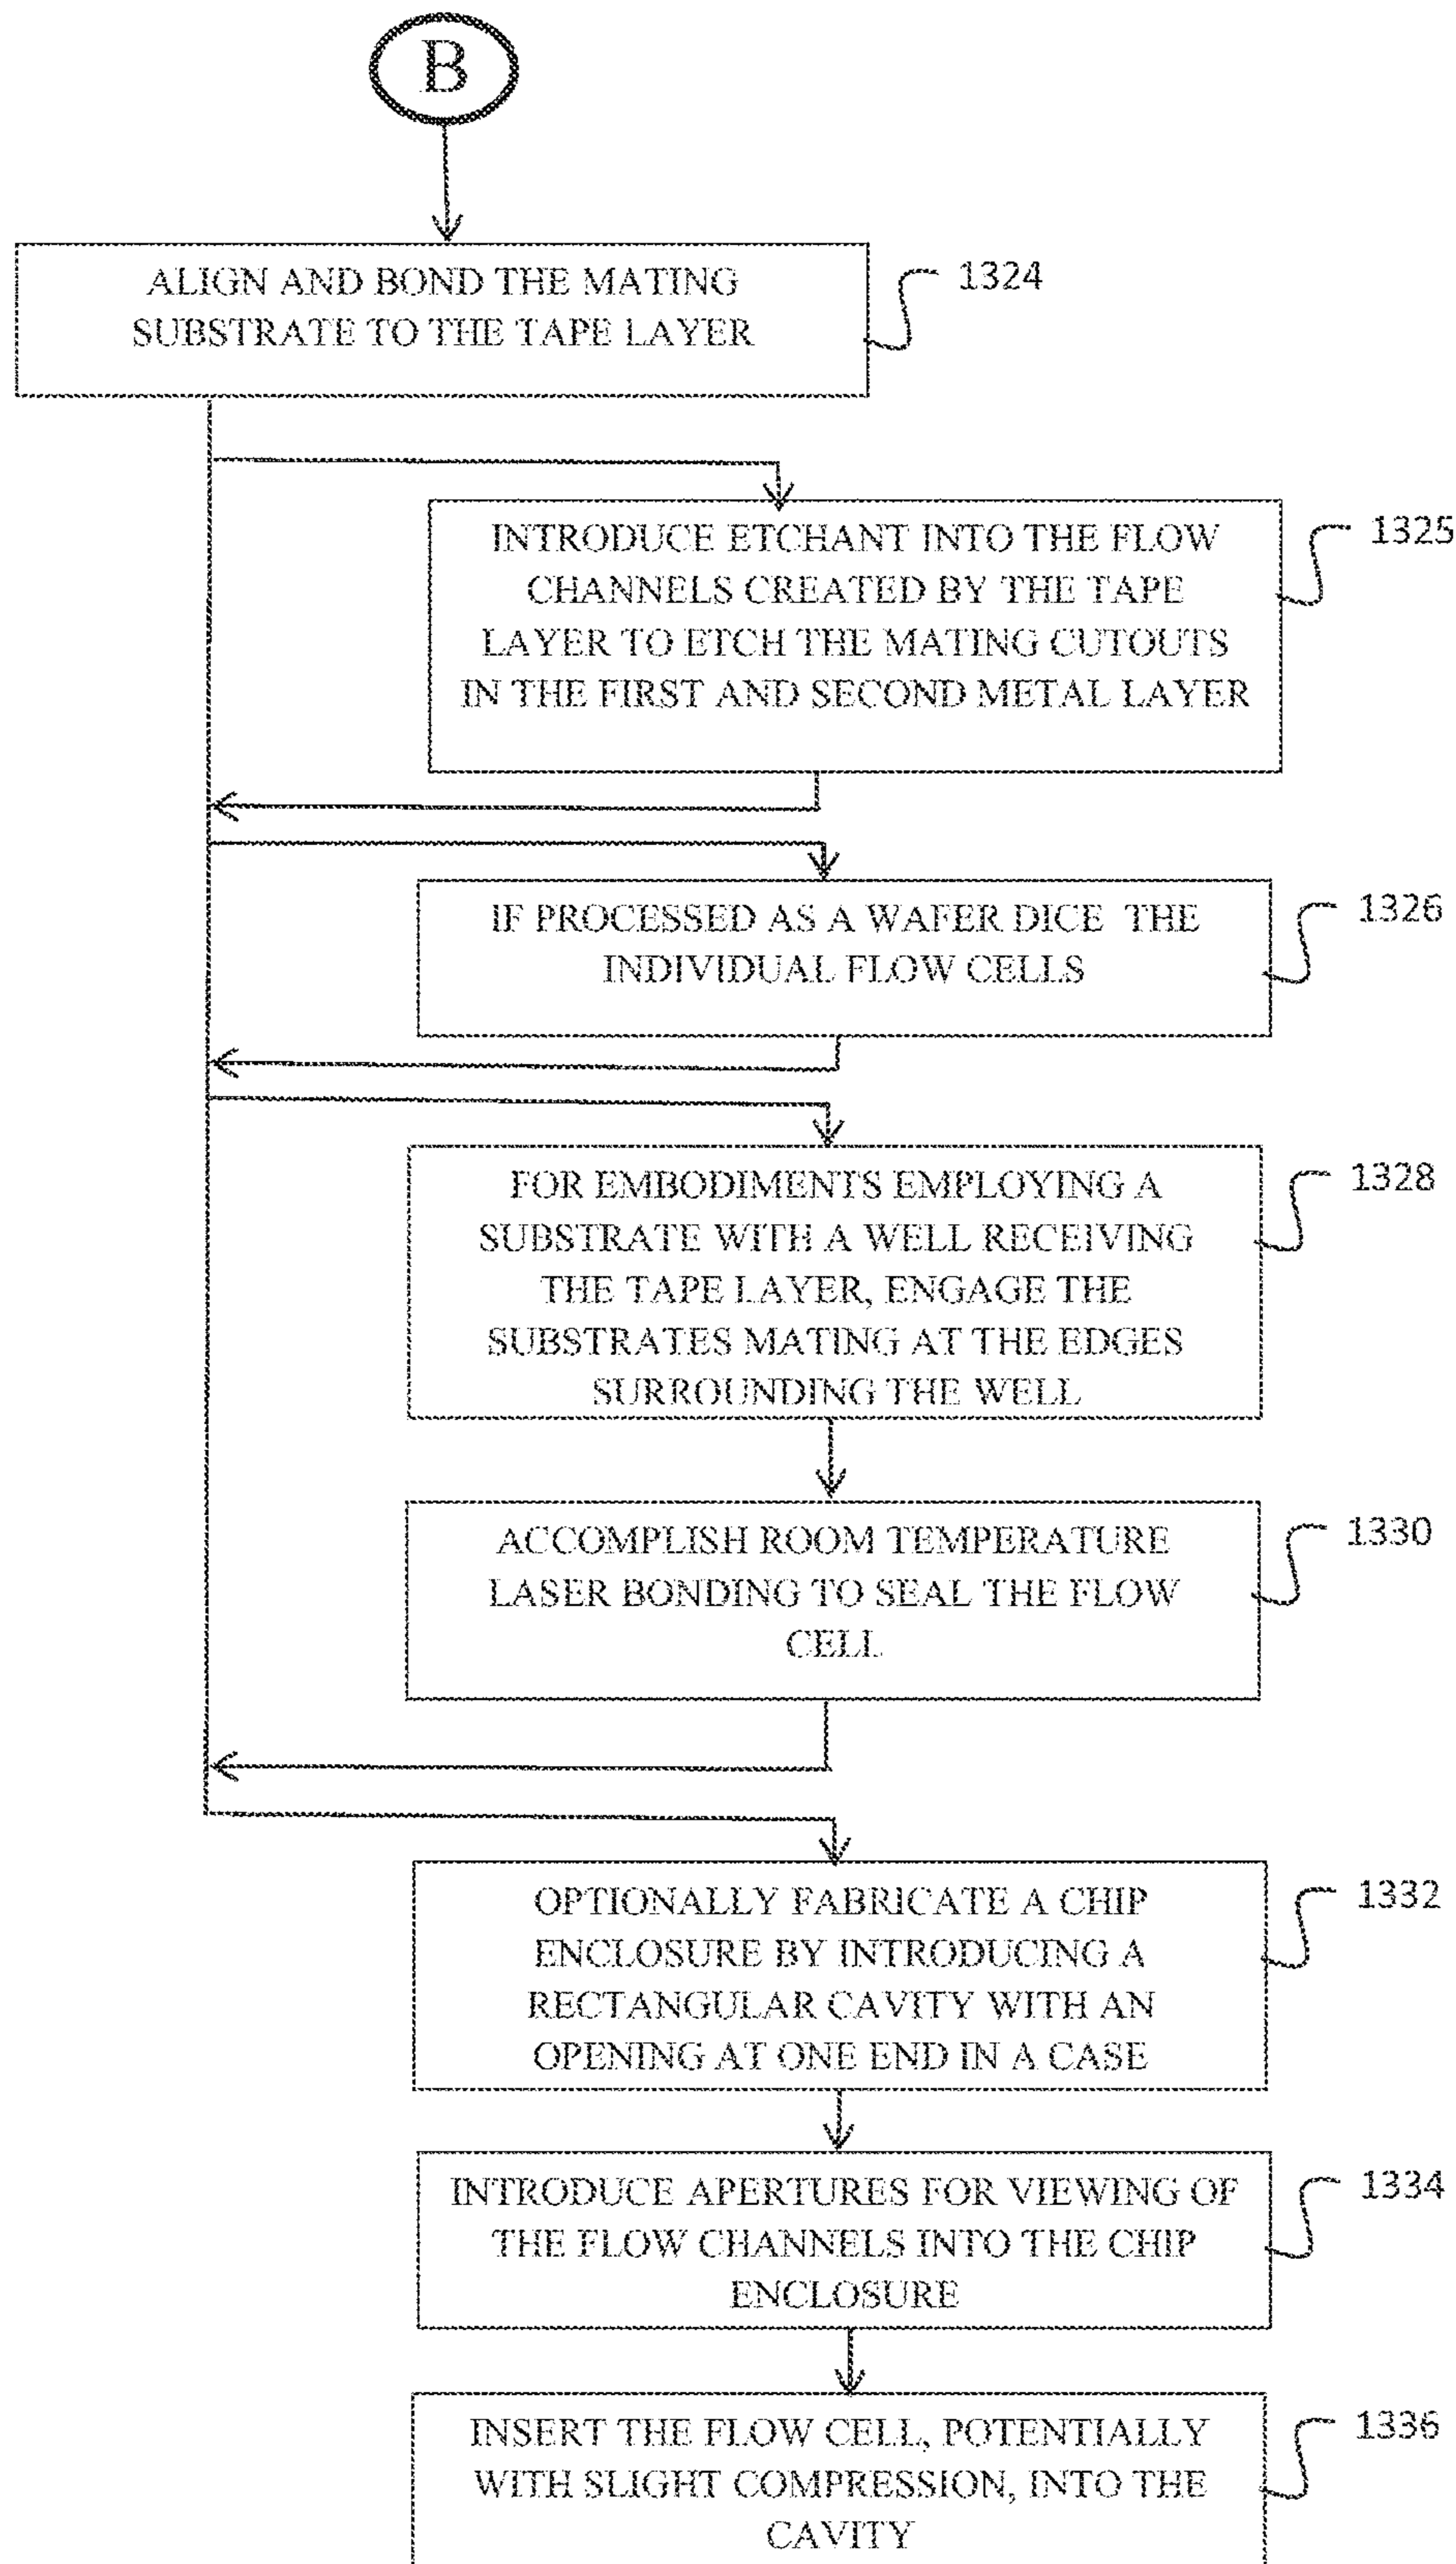 B
ALIGN AND BOND THE MATING
SUBSTRATE TO THE TAPE LAYER
1324
INTRODUCE ETCHANT INTO THE FLOW
CHANNELS CREATED BY THE TAPE
LAYER TO ETCH THE MATING CUTOUTS
IN THE FIRST AND SECOND METAL LAYER
1325
IF PROCESSED AS A WAFER DICE THE
INDIVIDUAL FLOW CELLS
1326
FOR EMBODIMENTS EMPLOYING A
SUBSTRATE WITH A WELL RECEIVING
THE TAPE LAYER, ENGAGE THE
SUBSTRATES MATING AT THE EDGES
SURROUNDING THE WELL
1328
ACCOMPLISH ROOM TEMPERATURE
LASER BONDING TO SEAL THE FLOW
CELL
1330
OPTIONALLY FABRICATE A CHIP
ENCLOSURE BY INTRODUCING A
RECTANGULAR CAVITY WITH AN
OPENING AT ONE END IN A CASE
1332
INTRODUCE APERTURES FOR VIEWING OF
THE FLOW CHANNELS INTO THE CHIP
ENCLOSURE
1334
INSERT THE FLOW CELL, POTENTIALLY
WITH SLIGHT COMPRESSION, INTO THE
CAVITY
1336